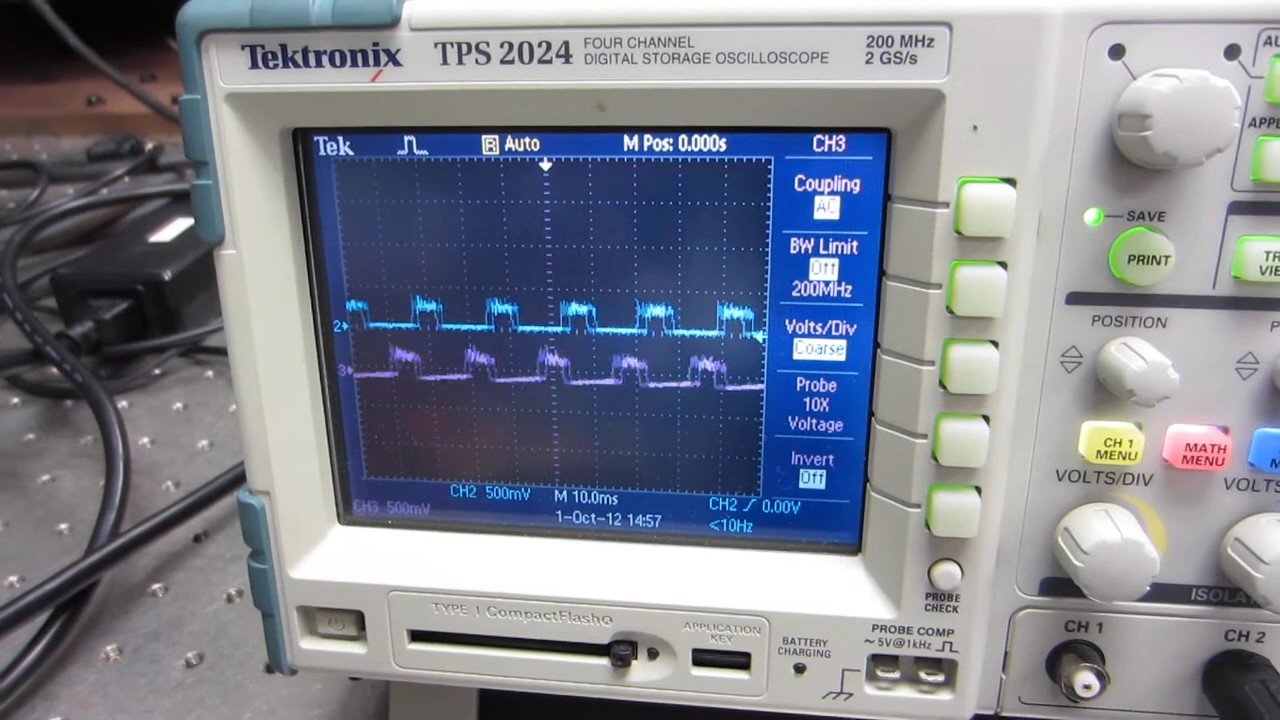 Tektronix TPS 2024 FOUR CHANNEL
DIGITAL STORAGE OSCILLOSCOPE
200 MHz
2 GS/s
Tek R Auto M Pos: 0.000s CH3
Coupling
AC
BW Limit
Off
200MHz
Volts/Div
Coarse
Probe
10X
Voltage
Invert
Off
2
3
CH3 500mV CH2 500mV M 10.0ms CH2 0.00V
1-Oct-12 14:57 <10Hz
SAVE
PRINT
POSITION
CH 1
MENU
MATH
MENU
VOLTS/DIV
PROBE
CHECK
TYPE 1 CompactFlash®
APPLICATION
KEY
BATTERY
CHARGING
PROBE COMP
~5V@1kHz
CH 1
CH 2